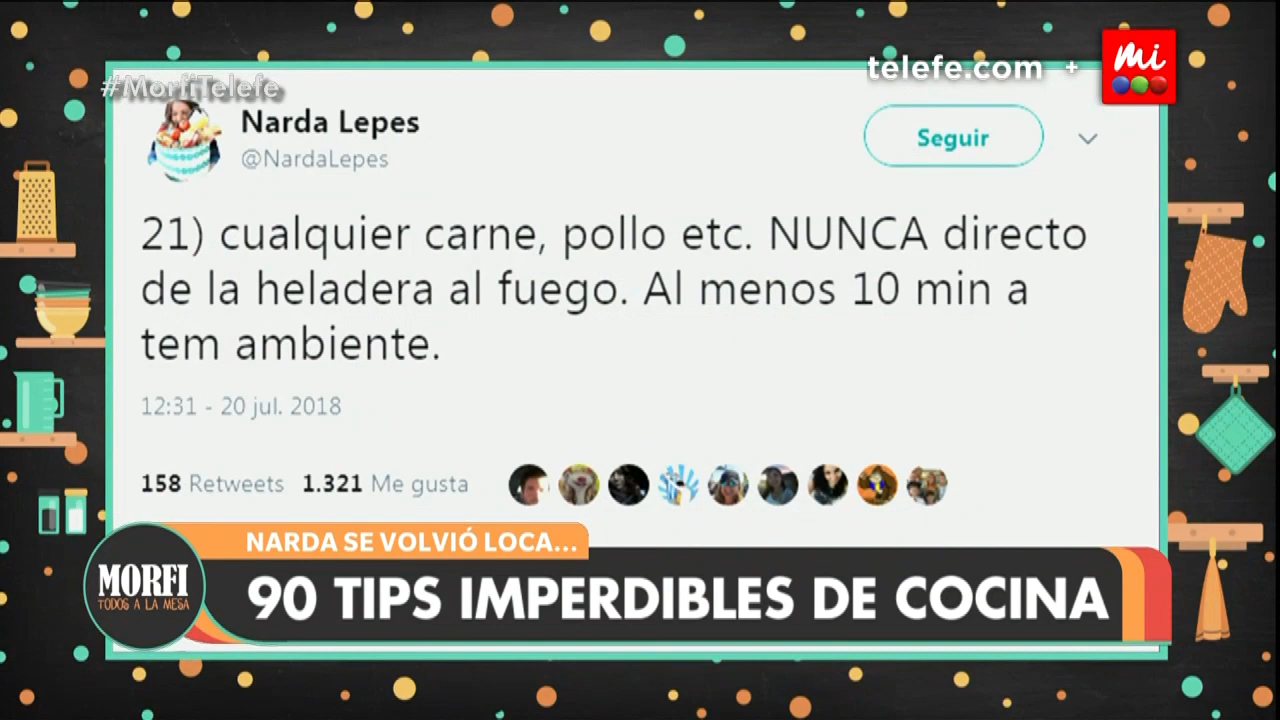 telefe.com +
mi
#MorfiTelefe
Narda Lepes
@NardaLepes
Seguir
21) cualquier carne, pollo etc. NUNCA directo
de la heladera al fuego. Al menos 10 min a
tem ambiente.
12:31 - 20 jul. 2018
158 Retweets 1.321 Me gusta
NARDA SE VOLVIÓ LOCA...
MORFI
TODOS A LA MESA
90 TIPS IMPERDIBLES DE COCINA